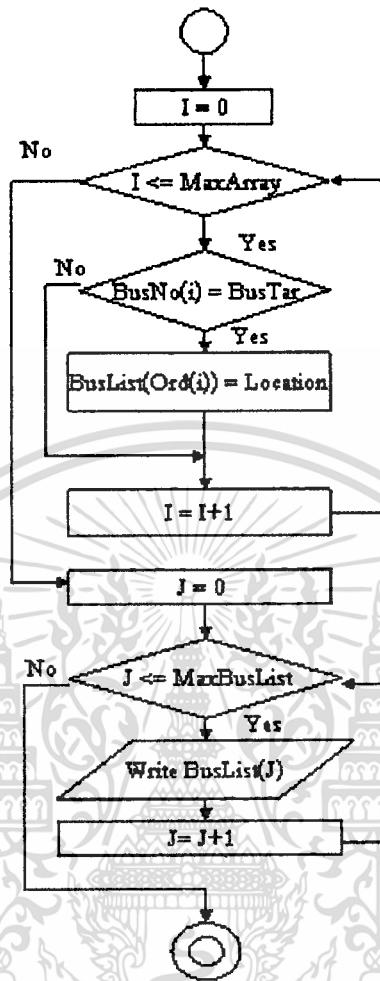 I = 0
No
I <= MaxArray
Yes
No
BusNo(i) = BusTar
Yes
BusList(Ord(i)) = Location
I = I+1
J = 0
No
J <= MaxBusList
Yes
Write BusList(J)
J= J+1